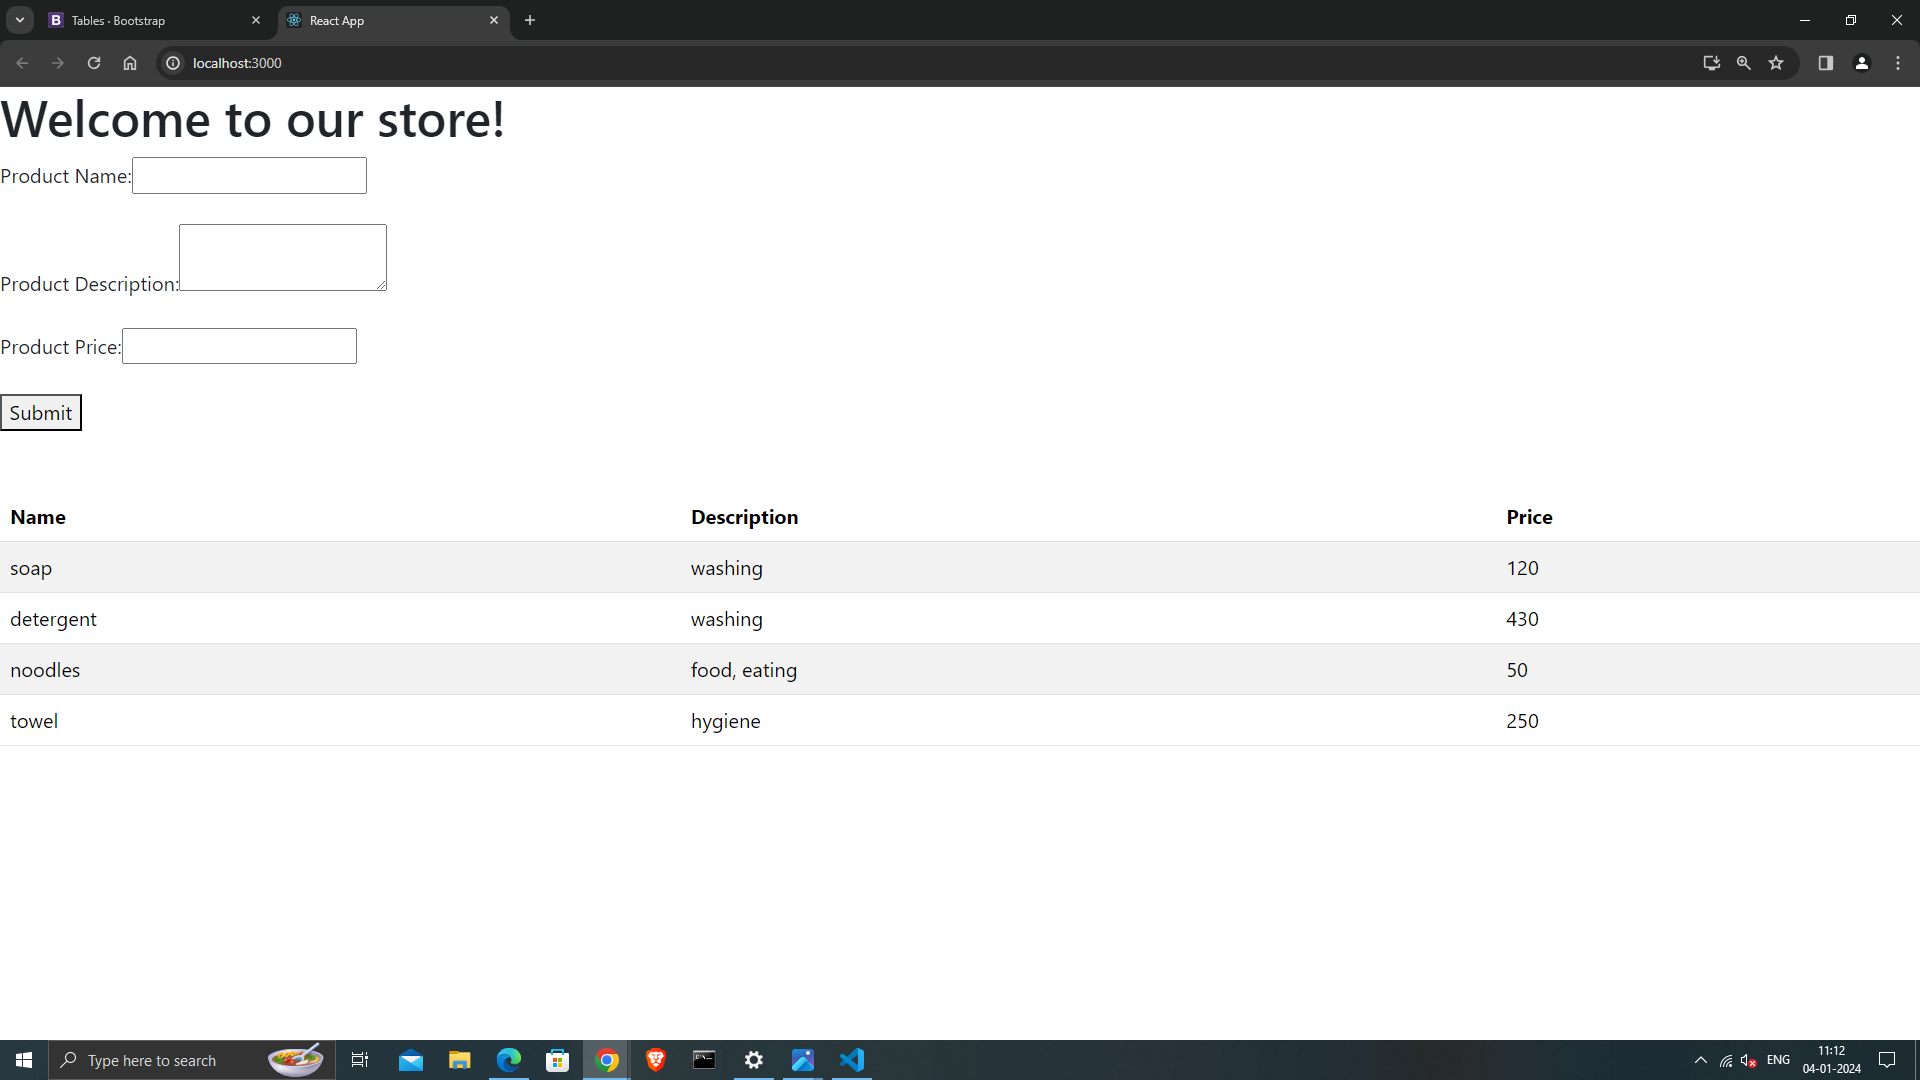 Tables · Bootstrap
React App
localhost:3000
Welcome to our store!
Product Name:
Product Description:
Product Price:
Submit
Name Description Price
soap washing 120
detergent washing 430
noodles food, eating 50
towel hygiene 250
Type here to search
ENG
11:12
04-01-2024